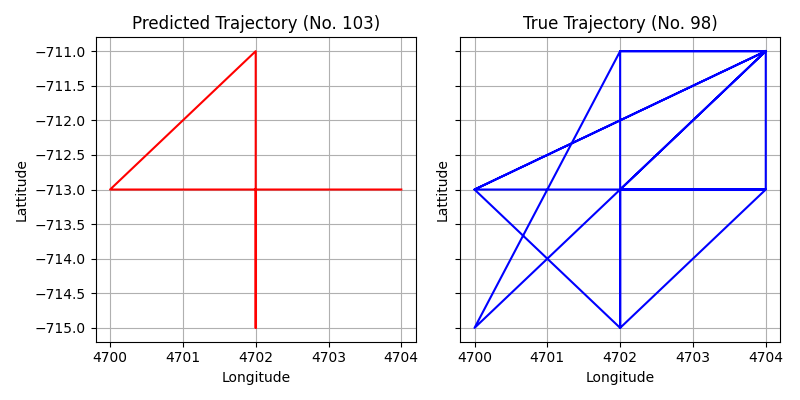 Predicted Trajectory (No. 103)
True Trajectory (No. 98)
−711.0
−711.5
−712.0
−712.5
−713.0
−713.5
−714.0
−714.5
−715.0
Lattitude
Lattitude
4700 4701 4702 4703 4704
4700 4701 4702 4703 4704
Longitude
Longitude